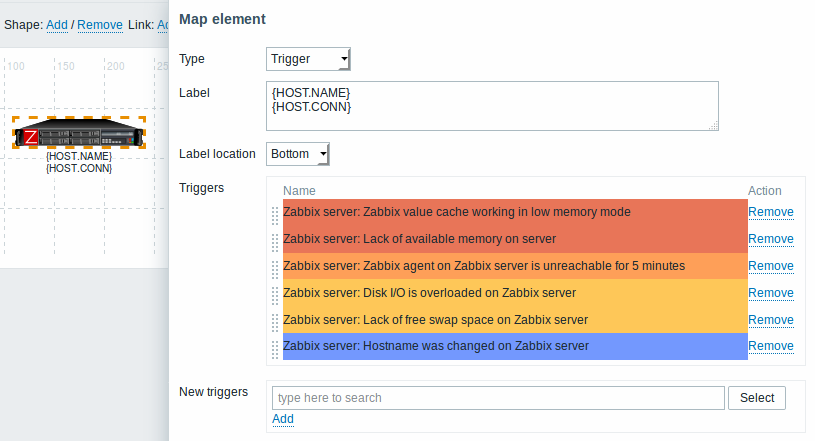 Shape: Add / Remove Link: A
100 150 200 25
Z
{HOST.NAME}
{HOST.CONN}
Map element
Type Trigger
Label {HOST.NAME}
{HOST.CONN}
Label location Bottom
Triggers
Name Action
Zabbix server: Zabbix value cache working in low memory mode Remove
Zabbix server: Lack of available memory on server Remove
Zabbix server: Zabbix agent on Zabbix server is unreachable for 5 minutes Remove
Zabbix server: Disk I/O is overloaded on Zabbix server Remove
Zabbix server: Lack of free swap space on Zabbix server Remove
Zabbix server: Hostname was changed on Zabbix server Remove
New triggers type here to search Select
Add